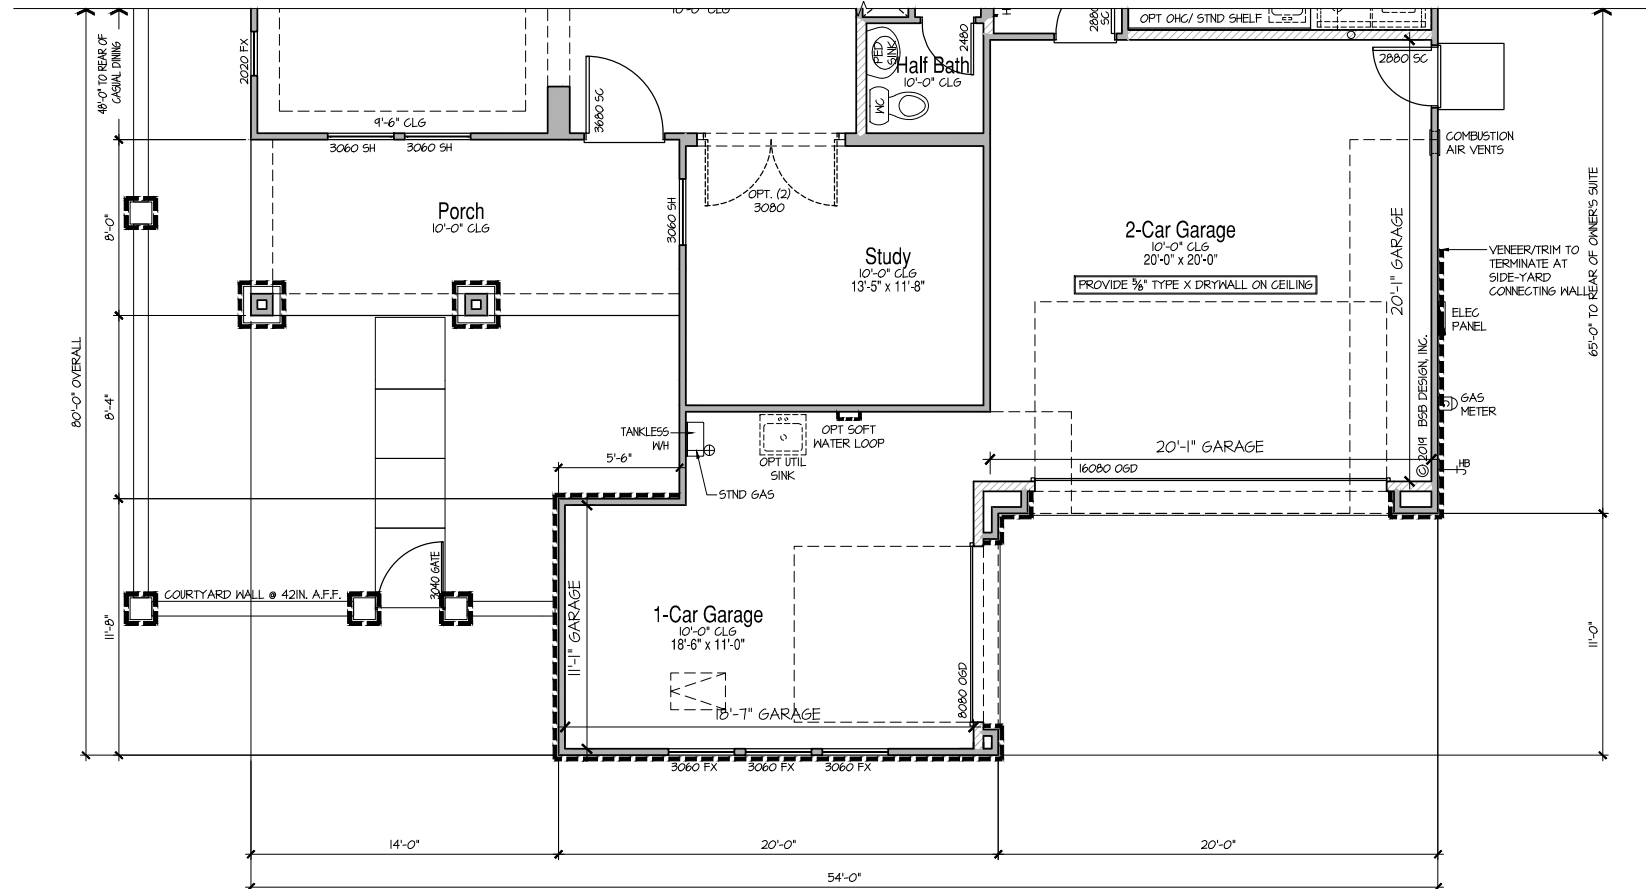 10'-0" CLG
OPT OHC/ STND SHELF
2880
SC
2480
PED
SINK
Half Bath
10'-0" CLG
WC
2880 SC
48'-0" TO REAR OF
CASUAL DINING
2020 FX
3680 SC
9'-6" CLG
3060 SH
3060 SH
COMBUSTION
AIR VENTS
OPT. (2)
3080
Porch
10'-0" CLG
3060 SH
8'-0"
Study
10'-0" CLG
13'-5" x 11'-8"
2-Car Garage
10'-0" CLG
20'-0" x 20'-0"
PROVIDE ⅝" TYPE X DRYWALL ON CEILING
20'-1" GARAGE
VENEER/TRIM TO
TERMINATE AT
SIDE-YARD
CONNECTING WALL
65'-0" TO REAR OF OWNER'S SUITE
ELEC
PANEL
© 2019 BSB DESIGN, INC.
GAS
METER
80'-0" OVERALL
8'-4"
TANKLESS
W/H
OPT SOFT
WATER LOOP
OPT UTIL
SINK
STND GAS
5'-6"
20'-1" GARAGE
16080 OGD
HB
3040 GATE
COURTYARD WALL @ 42IN. A.F.F.
11'-8"
11'-1" GARAGE
1-Car Garage
10'-0" CLG
18'-6" x 11'-0"
8080 OGD
18'-7" GARAGE
11'-0"
3060 FX
3060 FX
3060 FX
14'-0"
20'-0"
20'-0"
54'-0"